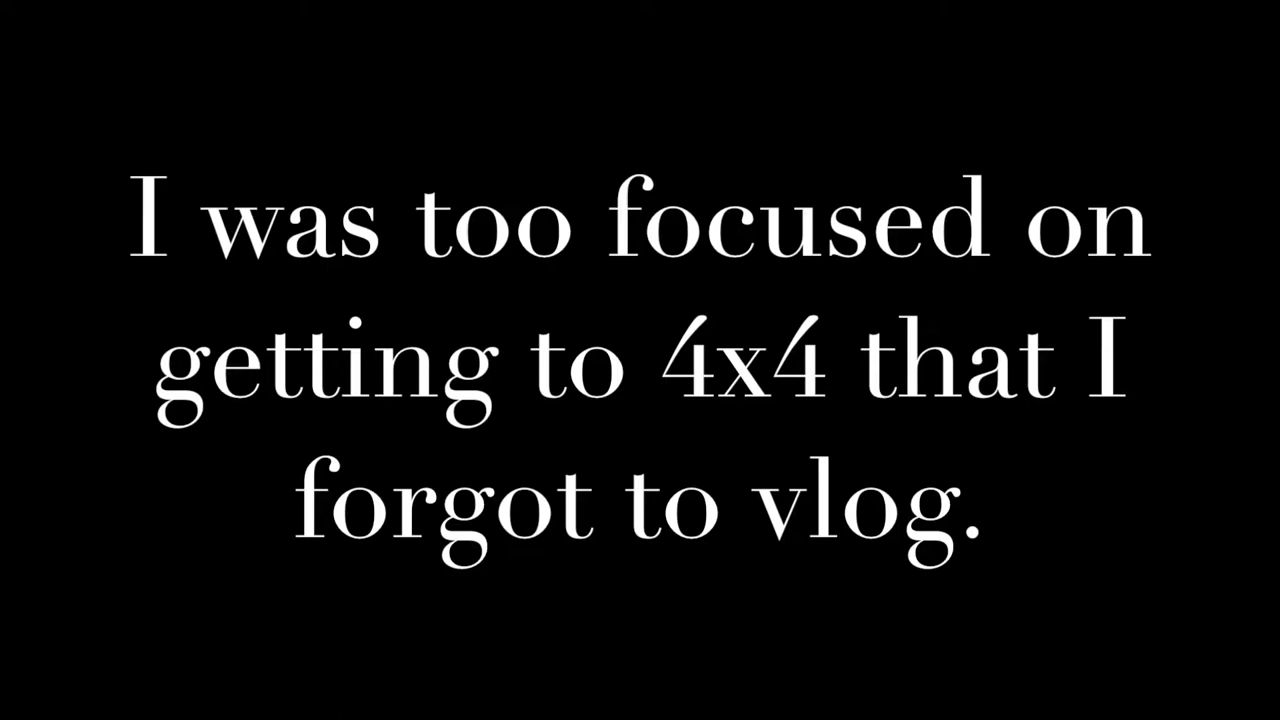 I was too focused on
getting to 4x4 that I
forgot to vlog.